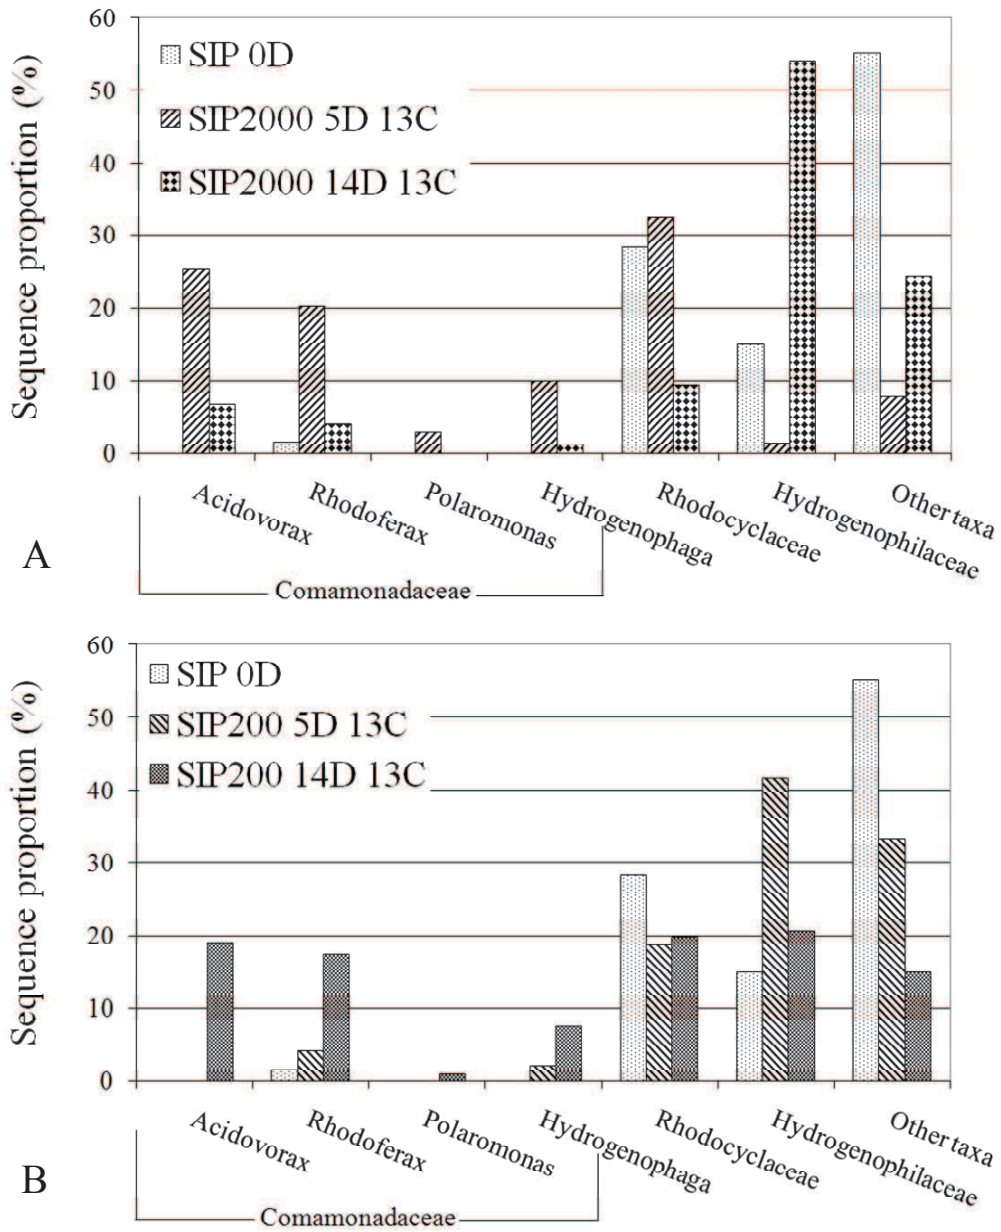 Sequence proportion (%)
60
50
40
30
20
10
0
SIP 0D
SIP2000 5D 13C
SIP2000 14D 13C
Acidovorax
Rhodoferax
Polaromonas
Hydrogenophaga
Rhodocyclaceae
Hydrogenophilaceae
Other taxa
Comamonadaceae
A
Sequence proportion (%)
60
50
40
30
20
10
0
SIP 0D
SIP200 5D 13C
SIP200 14D 13C
Acidovorax
Rhodoferax
Polaromonas
Hydrogenophaga
Rhodocyclaceae
Hydrogenophilaceae
Other taxa
Comamonadaceae
B